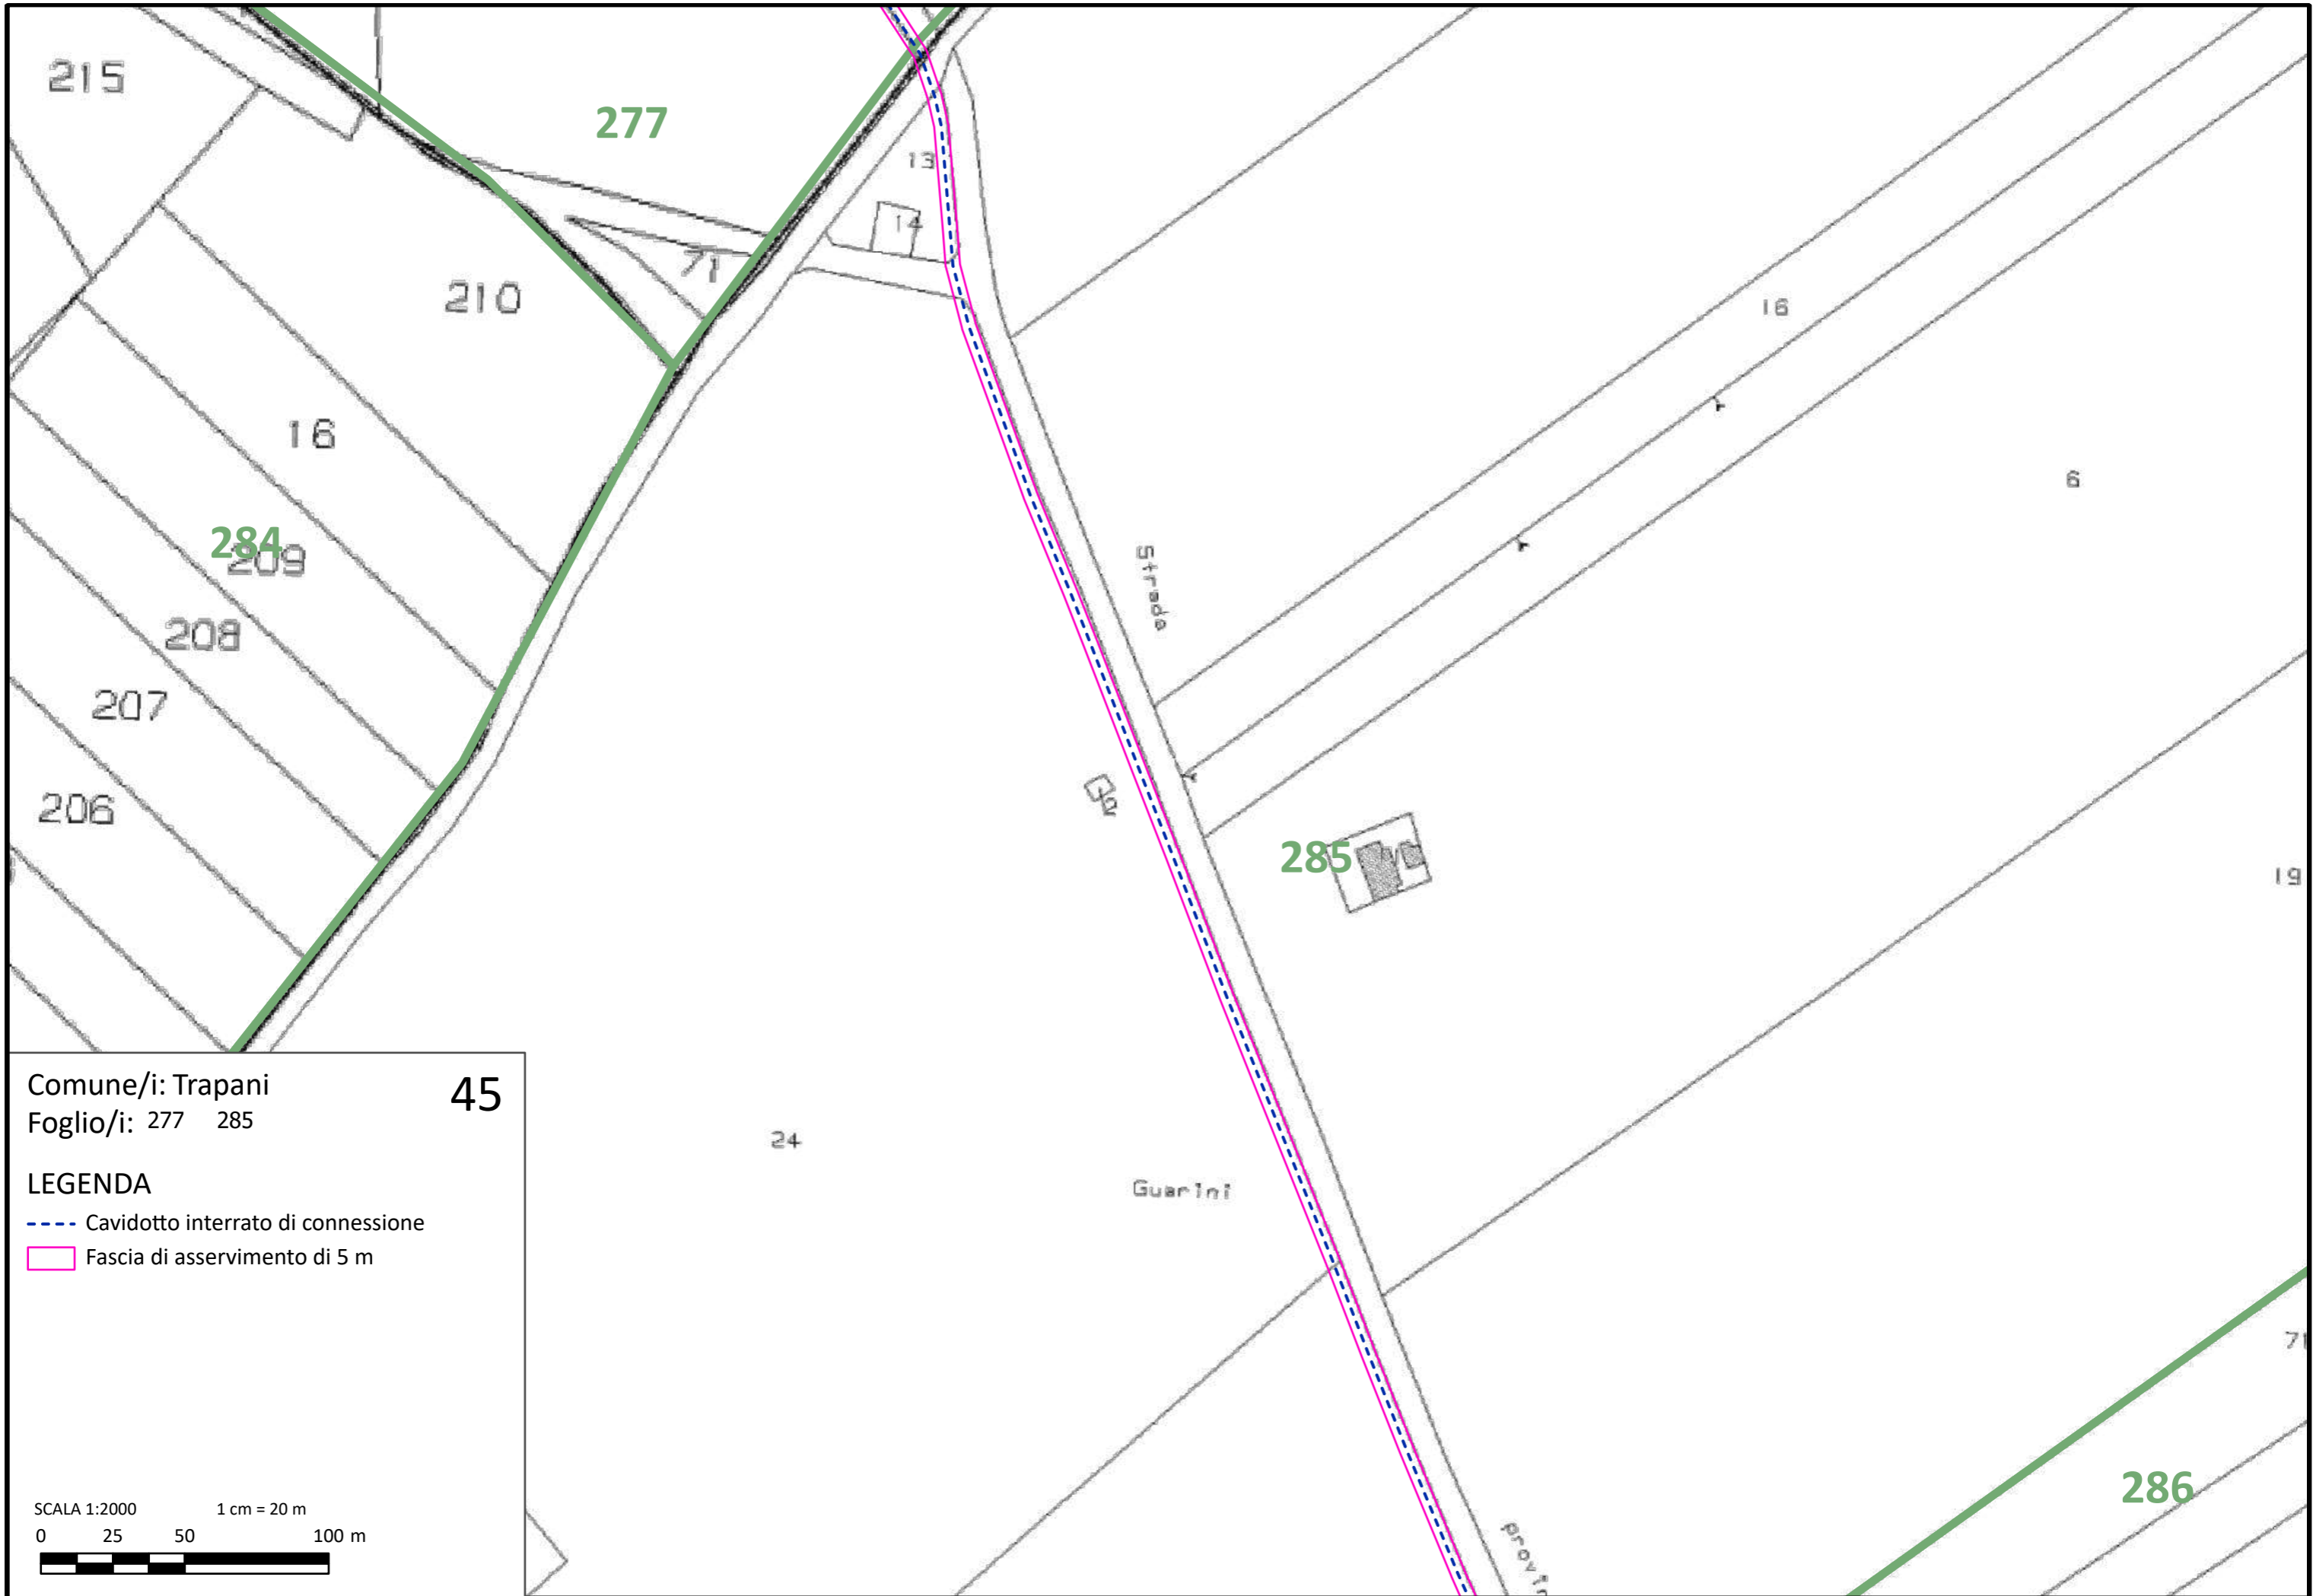 215
277
13
14
71
210
16
16
6
284
209
Strada
208
207
206
12
285
19
Comune/i: Trapani
45
Foglio/i: 277 285
24
LEGENDA
Guarini
Cavidotto interrato di connessione
Fascia di asservimento di 5 m
71
286
SCALA 1:2000 1 cm = 20 m
0 25 50 100 m
provin